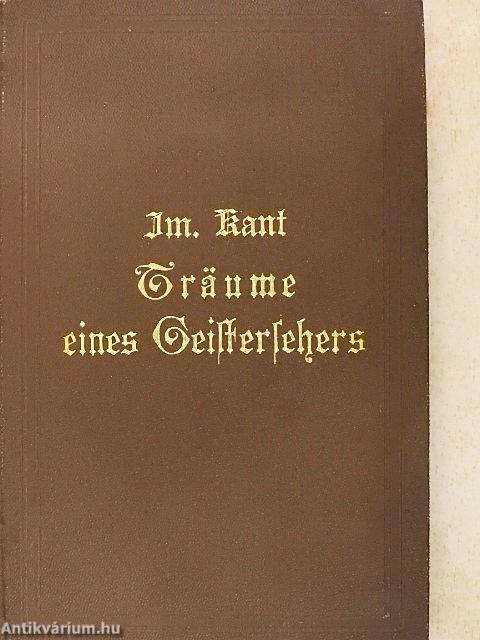 Im. Kant
Träume
eines Geiſterſehers
Antikvárium.hu